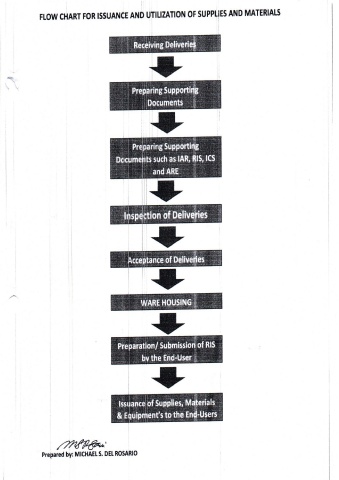 FLOW CHART FOR ISSUANCE AND UTILIZATION OF SUPPLIES AND MATERIALS
Receiving Deliveries
Preparing Supporting
Documents
Preparing Supporting
Documents such as IAR, RIS, ICS
and ARE
Inspection of Deliveries
Acceptance of Deliveries
WARE HOUSING
Preparation/ Submission of RIS
by the End-User
Issuance of Supplies, Materials
& Equipment's to the End-Users
Prepared by: MICHAEL S. DEL ROSARIO